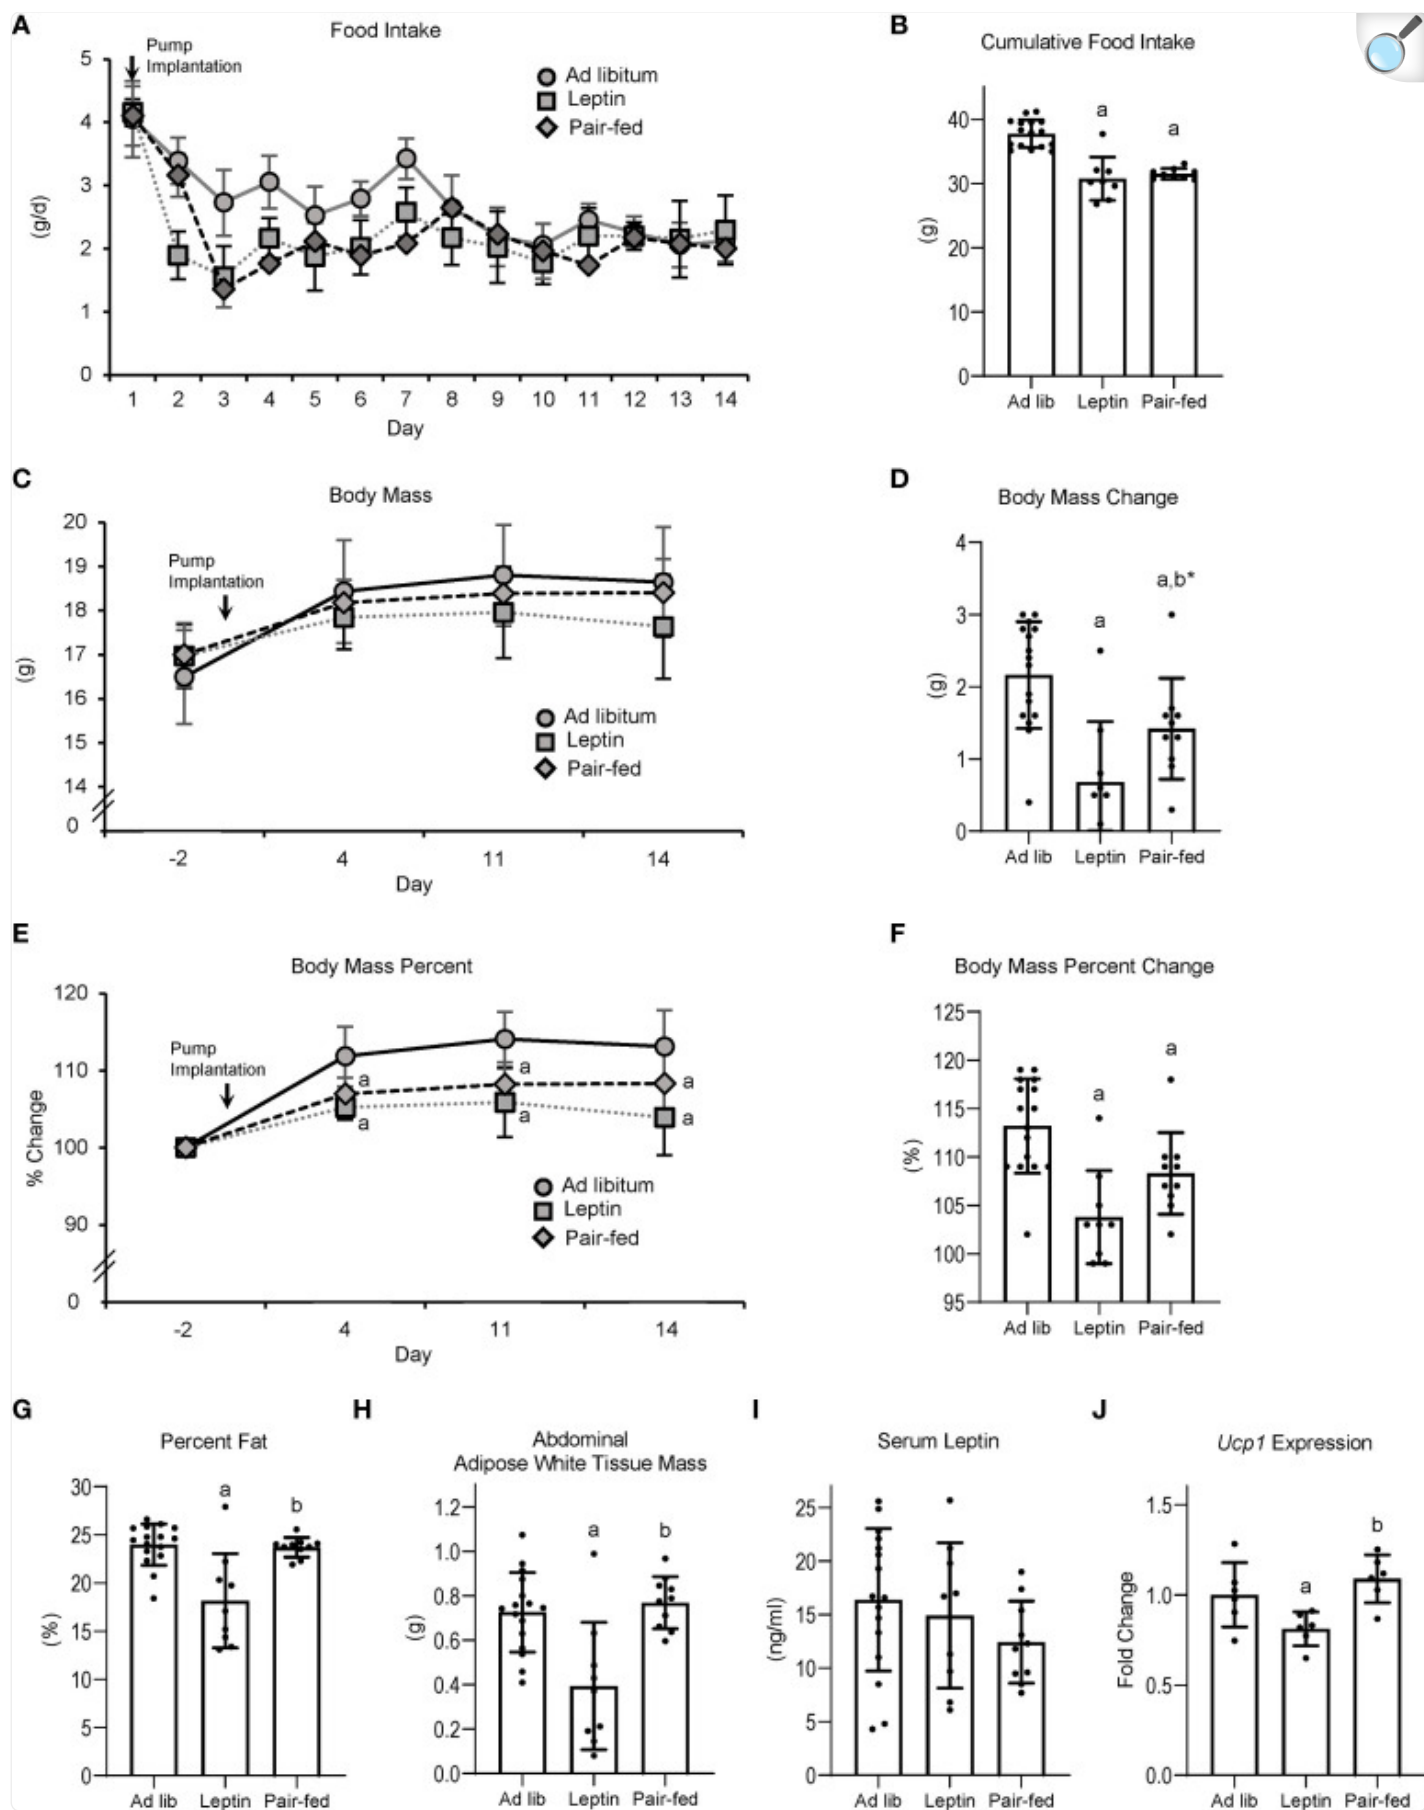 A
Food Intake
Pump
Implantation
Ad libitum
Leptin
Pair-fed
(g/d)
5
4
3
2
1
0
1 2 3 4 5 6 7 8 9 10 11 12 13 14
Day
B
Cumulative Food Intake
(g)
40
30
20
10
0
a
a
Ad lib Leptin Pair-fed
C
Body Mass
Pump
Implantation
(g)
20
19
18
17
16
15
14
0
Ad libitum
Leptin
Pair-fed
-2 4 11 14
Day
D
Body Mass Change
(g)
4
3
2
1
0
a
a,b*
Ad lib Leptin Pair-fed
E
Body Mass Percent
Pump
Implantation
% Change
120
110
100
90
0
a
a
a
a
a
a
Ad libitum
Leptin
Pair-fed
-2 4 11 14
Day
F
Body Mass Percent Change
(%)
125
120
115
110
105
100
95
a
a
Ad lib Leptin Pair-fed
G
Percent Fat
(%)
30
25
20
15
10
5
0
a
b
Ad lib Leptin Pair-fed
H
Abdominal
Adipose White Tissue Mass
(g)
1.2
1.0
0.8
0.6
0.4
0.2
0.0
a
b
Ad lib Leptin Pair-fed
I
Serum Leptin
(ng/ml)
25
20
15
10
5
0
Ad lib Leptin Pair-fed
J
Ucp1 Expression
Fold Change
1.5
1.0
0.5
0.0
a
b
Ad lib Leptin Pair-fed